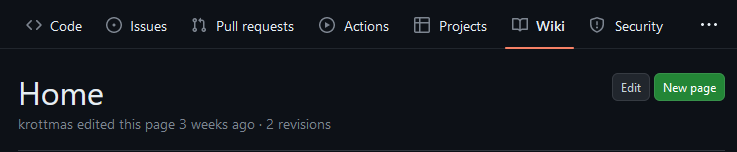 Code Issues Pull requests Actions Projects Wiki Security ...
Home Edit New page
krottmas edited this page 3 weeks ago · 2 revisions